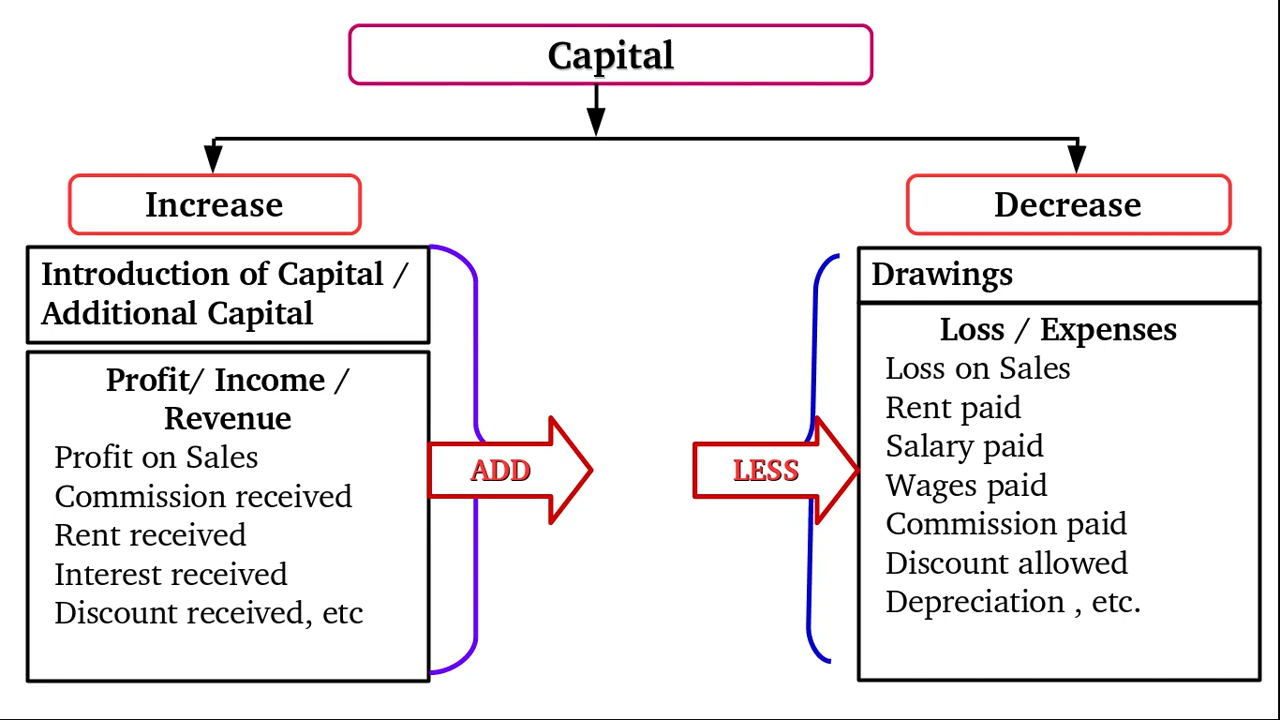 Capital
Increase
Decrease
Introduction of Capital /
Additional Capital
Profit/ Income /
Revenue
Profit on Sales
Commission received
Rent received
Interest received
Discount received, etc
ADD
LESS
Drawings
Loss / Expenses
Loss on Sales
Rent paid
Salary paid
Wages paid
Commission paid
Discount allowed
Depreciation , etc.